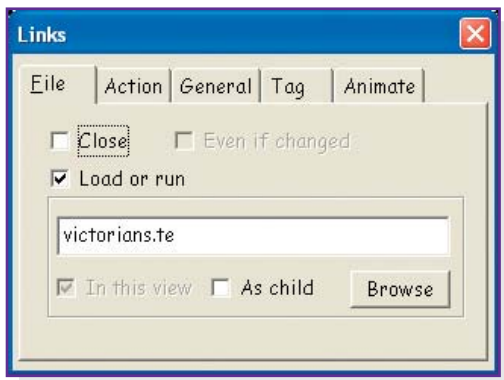 Links
File Action General Tag Animate
Close Even if changed
Load or run
victorians.te
In this view As child Browse